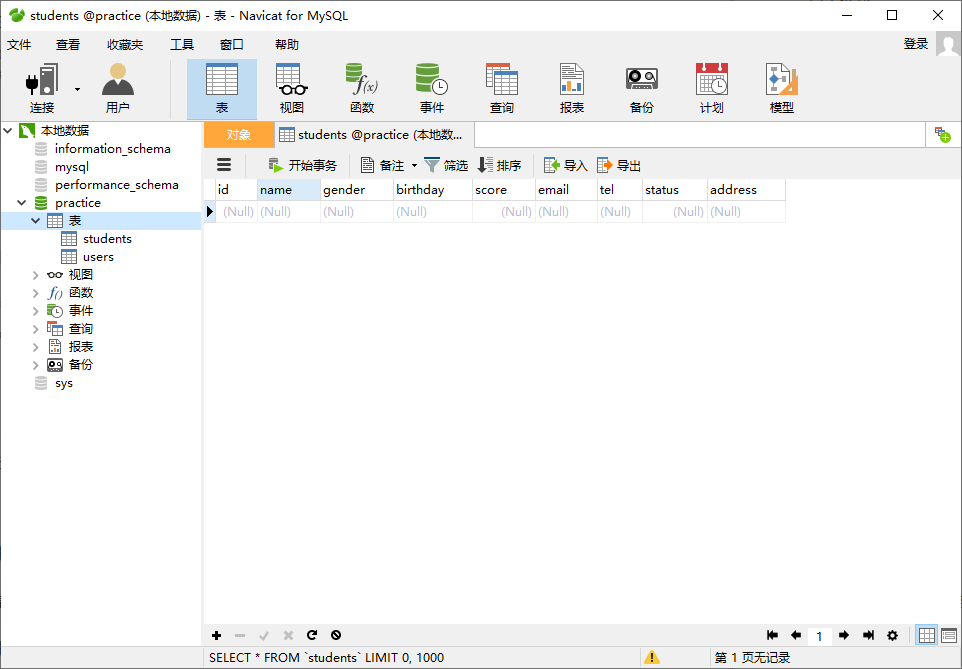 students @practice (本地数据) - 表 - Navicat for MySQL
文件 查看 收藏夹 工具 窗口 帮助 登录
连接 用户 表 视图 函数 事件 查询 报表 备份 计划 模型
本地数据
information_schema
mysql
performance_schema
practice
表
students
users
视图
函数
事件
查询
报表
备份
sys
对象 students @practice (本地数...
开始事务 备注 筛选 排序 导入 导出
id name gender birthday score email tel status address
(Null) (Null) (Null) (Null) (Null) (Null) (Null) (Null) (Null)
1
SELECT * FROM `students` LIMIT 0, 1000 第 1 页无记录